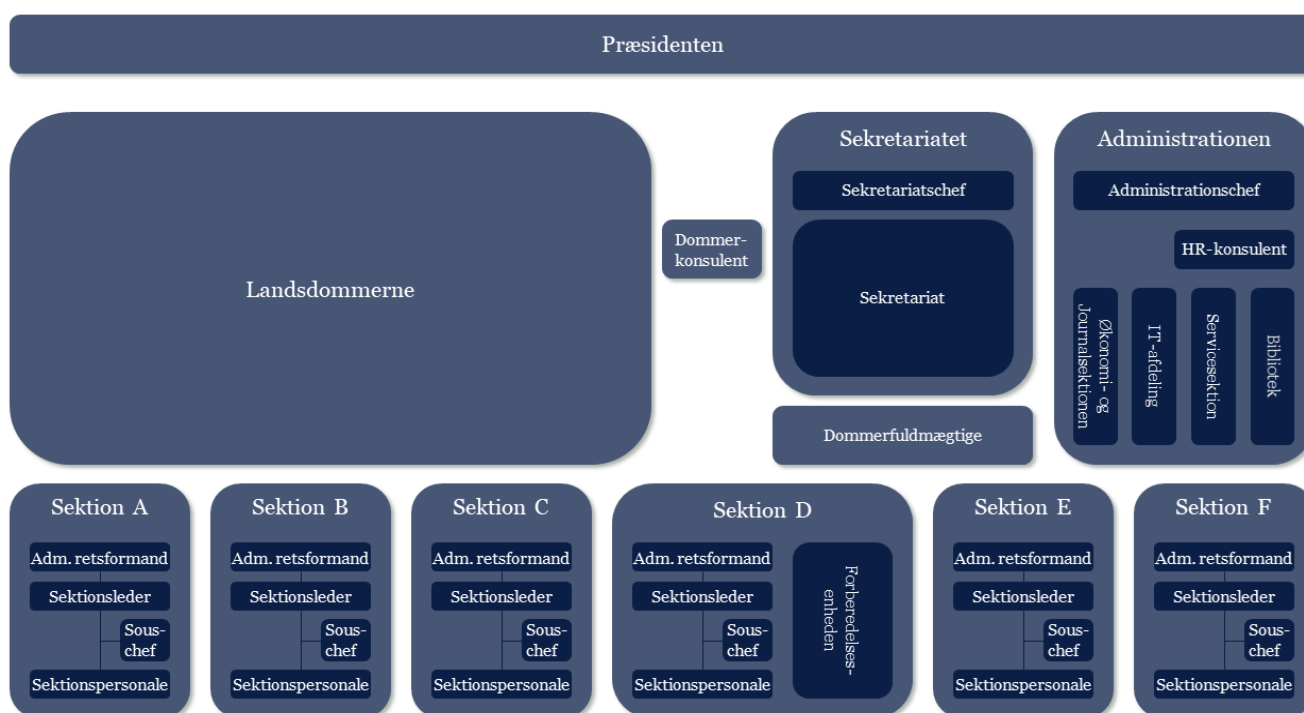 Præsidenten
Landsdommerne
Dommer-
konsulent
Sekretariatet
Sekretariatschef
Sekretariat
Dommerfuldmægtige
Administrationen
Administrationschef
HR-konsulent
Økonomi- og
Journalsektionen
IT-afdeling
Servicesektion
Bibliotek
Sektion A
Adm. retsformand
Sektionsleder
Sous-
chef
Sektionspersonale
Sektion B
Adm. retsformand
Sektionsleder
Sous-
chef
Sektionspersonale
Sektion C
Adm. retsformand
Sektionsleder
Sous-
chef
Sektionspersonale
Sektion D
Adm. retsformand
Sektionsleder
Sous-
chef
Sektionspersonale
Forberedelses-
enheden
Sektion E
Adm. retsformand
Sektionsleder
Sous-
chef
Sektionspersonale
Sektion F
Adm. retsformand
Sektionsleder
Sous-
chef
Sektionspersonale